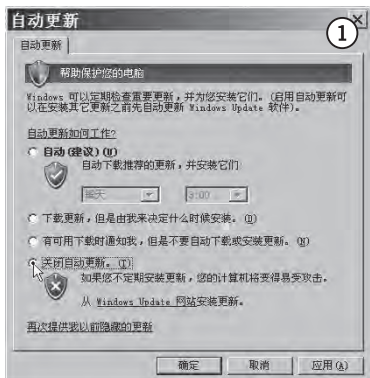 自动更新
①
自动更新
帮助保护您的电脑
Windows 可以定期检查重要更新，并为您安装它们。(启用自动更新可
以在安装其它更新之前先自动更新 Windows Update 软件)。
自动更新如何工作?
自动(建议)(U)
自动下载推荐的更新，并安装它们
每天
3:00
下载更新，但是由我来决定什么时候安装。(D)
有可用下载时通知我，但是不要自动下载或安装更新。(N)
关闭自动更新。(T)
如果您不定期安装更新，您的计算机将变得易受攻击。
从 Windows Update 网站安装更新。
再次提供我以前隐藏的更新
确定 取消 应用(A)